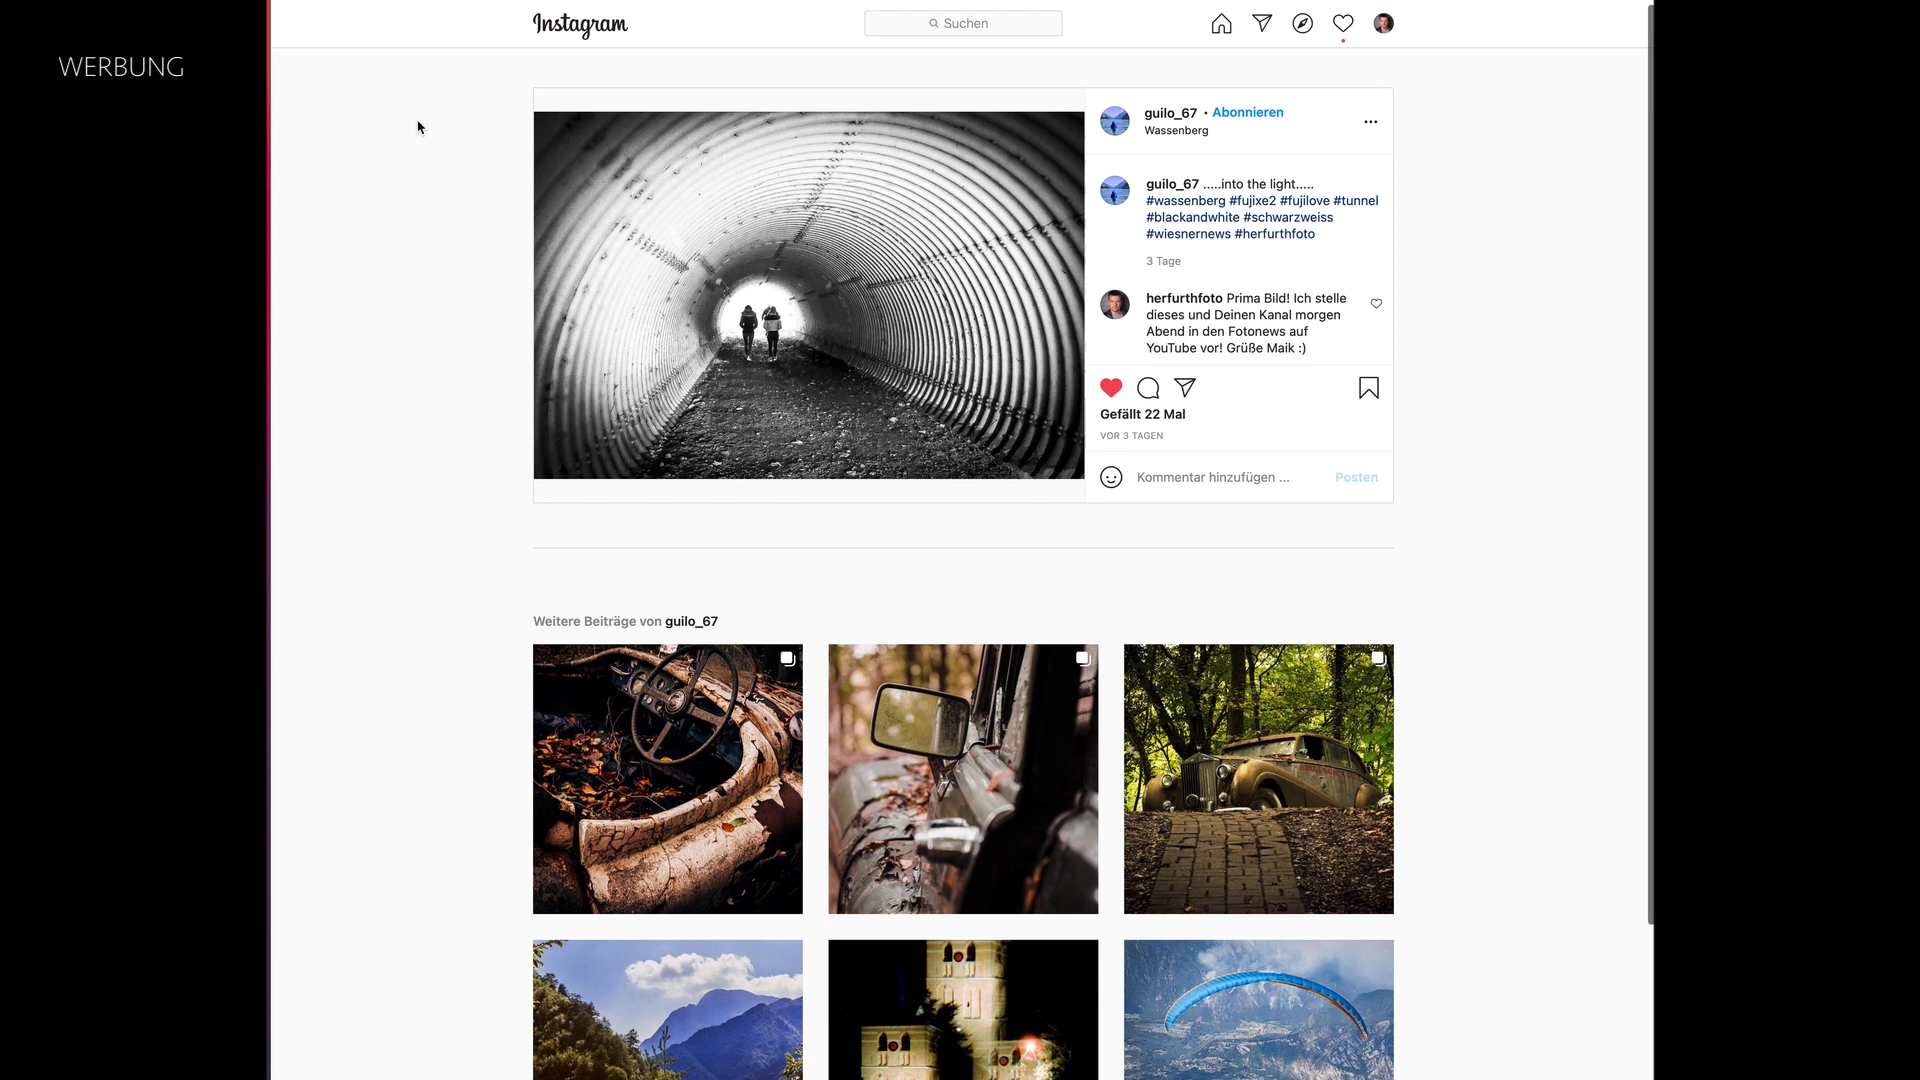 WERBUNG
Instagram
Suchen
guilo_67 • Abonnieren
Wassenberg
guilo_67 .....into the light.....
#wassenberg #fujixe2 #fujilove #tunnel
#blackandwhite #schwarzweiss
#wiesnernews #herfurthfoto
3 Tage
herfurthfoto Prima Bild! Ich stelle
dieses und Deinen Kanal morgen
Abend in den Fotonews auf
YouTube vor! Grüße Maik :)
Gefällt 22 Mal
VOR 3 TAGEN
Kommentar hinzufügen ...
Posten
Weitere Beiträge von guilo_67